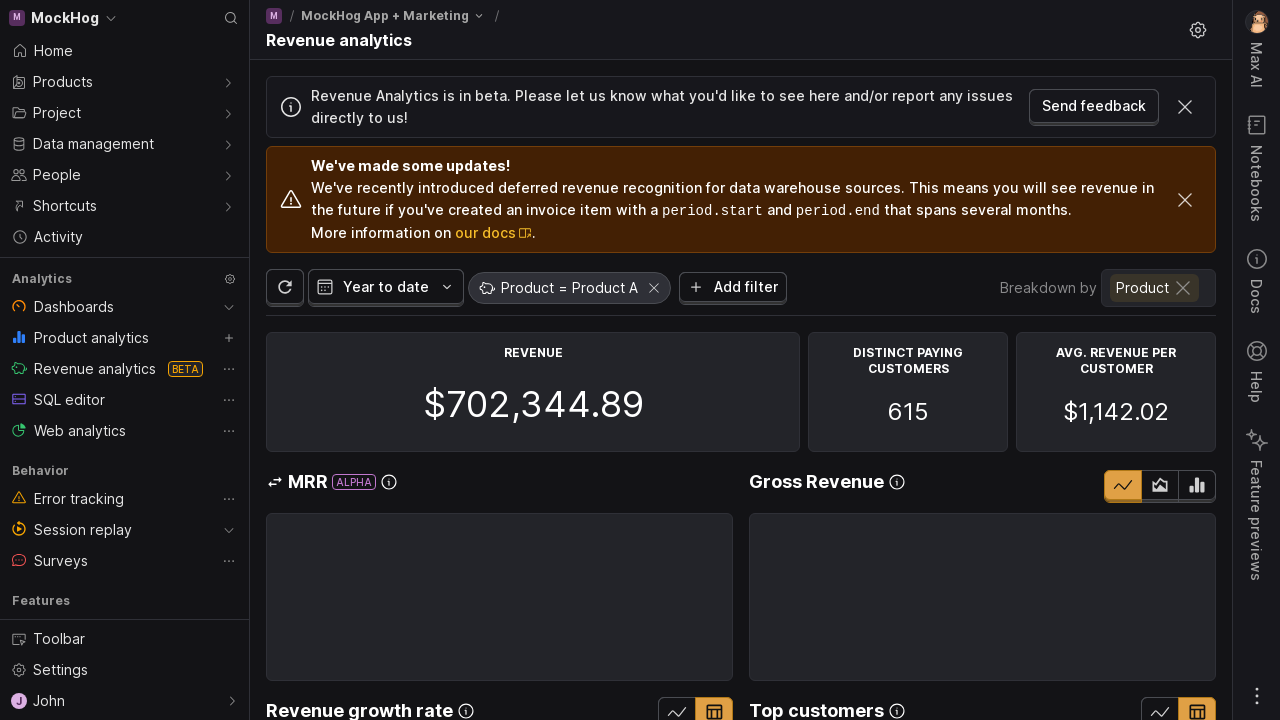 M MockHog
Home
Products
Project
Data management
People
Shortcuts
Activity
Analytics
Dashboards
Product analytics
Revenue analytics BETA
SQL editor
Web analytics
Behavior
Error tracking
Session replay
Surveys
Features
Toolbar
Settings
J John
M / MockHog App + Marketing /
Revenue analytics
Revenue Analytics is in beta. Please let us know what you'd like to see here and/or report any issues
directly to us!
Send feedback
We've made some updates!
We've recently introduced deferred revenue recognition for data warehouse sources. This means you will see revenue in
the future if you've created an invoice item with a period.start and period.end that spans several months.
More information on our docs.
Year to date
Product = Product A
Add filter
Breakdown by Product
REVENUE
$702,344.89
DISTINCT PAYING
CUSTOMERS
615
AVG. REVENUE PER
CUSTOMER
$1,142.02
MRR ALPHA
Gross Revenue
Revenue growth rate
Top customers
Max AI
Notebooks
Docs
Help
Feature previews